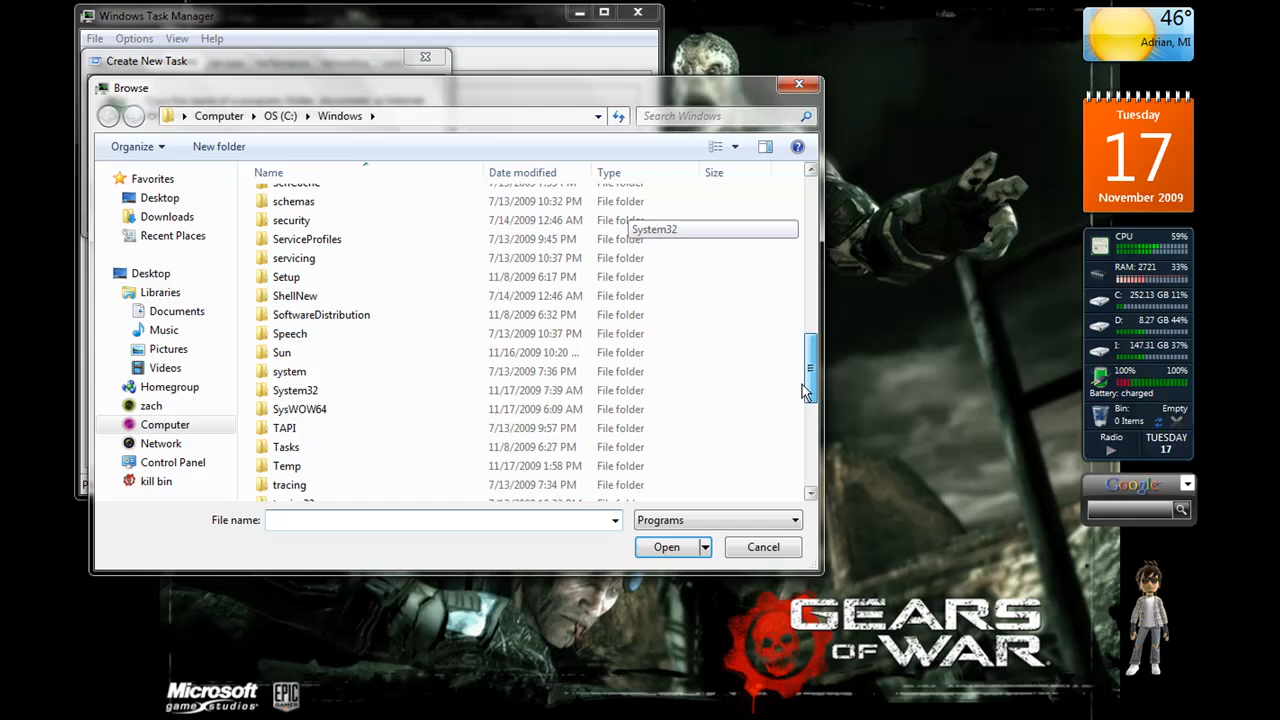 Windows Task Manager
File Options View Help
Create New Task
Browse
Computer OS (C:) Windows
Search Windows
Organize New folder
Name Date modified Type Size
7/13/2009 File folder
schemas 7/13/2009 10:32 PM File folder
security 7/14/2009 12:46 AM File folder
System32
ServiceProfiles 7/13/2009 9:45 PM File folder
servicing 7/13/2009 10:37 PM File folder
Setup 11/8/2009 6:17 PM File folder
ShellNew 7/14/2009 12:46 AM File folder
SoftwareDistribution 11/8/2009 6:32 PM File folder
Speech 7/13/2009 10:37 PM File folder
Sun 11/16/2009 10:20 ... File folder
system 7/13/2009 7:36 PM File folder
System32 11/17/2009 7:39 AM File folder
SysWOW64 11/17/2009 6:09 AM File folder
TAPI 7/13/2009 9:57 PM File folder
Tasks 11/8/2009 6:27 PM File folder
Temp 11/17/2009 1:58 PM File folder
tracing 7/13/2009 7:34 PM File folder
Favorites
Desktop
Downloads
Recent Places
Desktop
Libraries
Documents
Music
Pictures
Videos
Homegroup
zach
Computer
Network
Control Panel
kill bin
File name:
Programs
Open Cancel
46°
Adrian, MI
Tuesday
17
November 2009
CPU 59%
RAM: 2721 33%
C: 252.13 GB 11%
D: 8.27 GB 44%
I: 147.31 GB 37%
100% 100%
Battery: charged
Bin: Empty
0 Items
Radio TUESDAY
17
Google
GEARS
OF WAR
Microsoft
game studios
EPIC
GAMES